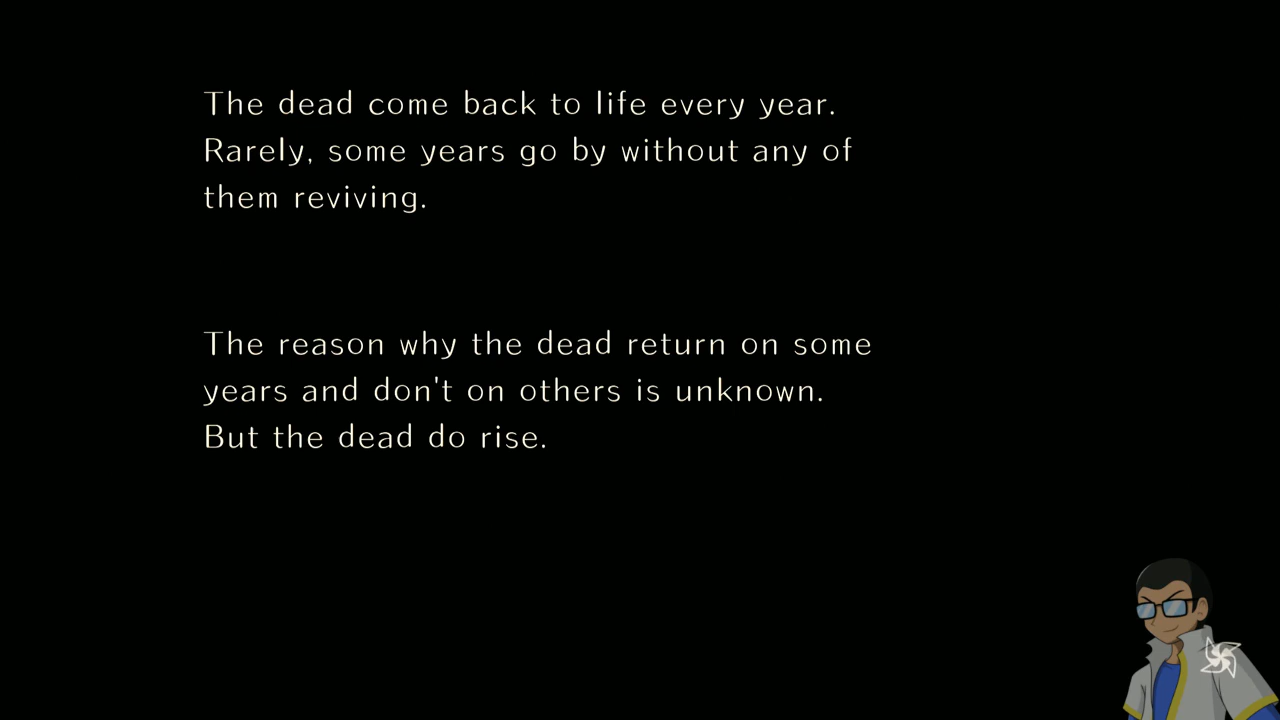 The dead come back to life every year.
Rarely, some years go by without any of
them reviving.
The reason why the dead return on some
years and don't on others is unknown.
But the dead do rise.